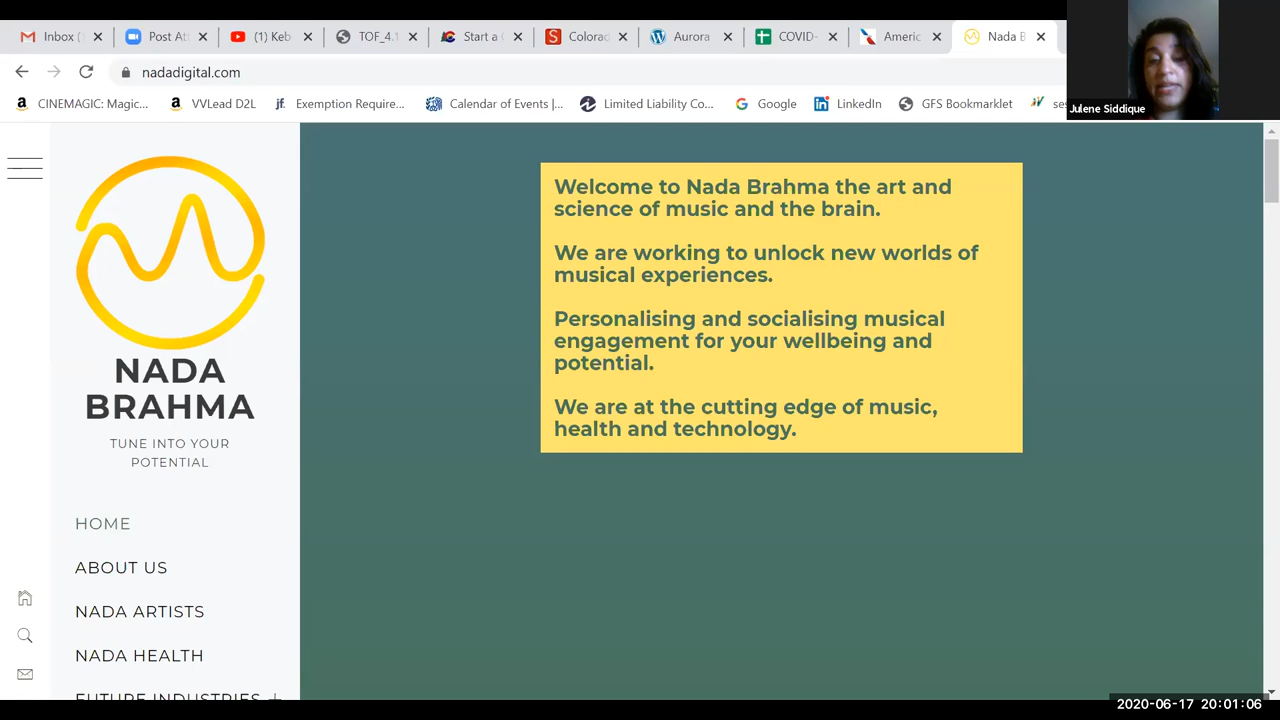 Inbox (
Post At
(1) Keb
TOF_4.1
Start a
Colorad
Aurora
COVID-
Americ
Nada B
nadadigital.com
CINEMAGIC: Magic...
VVLead D2L
Exemption Require...
Calendar of Events |...
Limited Liability Co...
Google
LinkedIn
GFS Bookmarklet
Julene Siddique
Welcome to Nada Brahma the art and
science of music and the brain.
We are working to unlock new worlds of
musical experiences.
Personalising and socialising musical
engagement for your wellbeing and
potential.
We are at the cutting edge of music,
health and technology.
NADA
BRAHMA
TUNE INTO YOUR
POTENTIAL
HOME
ABOUT US
NADA ARTISTS
NADA HEALTH
FUTURE INDUSTRIES +
2020-06-17 20:01:06